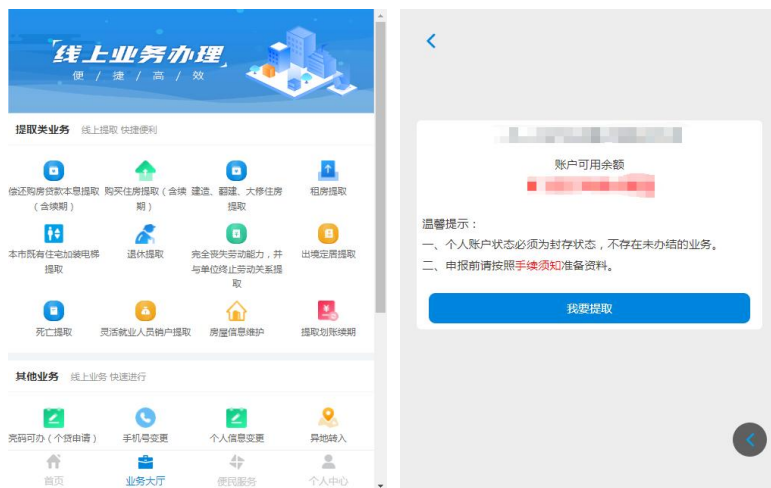 线上业务办理
便 / 捷 / 高 / 效
提取类业务 线上提取 快捷便利
偿还购房贷款本息提取（含续期）
购买住房提取（含续期）
建造、翻建、大修住房提取
租房提取
本市既有住宅加装电梯提取
退休提取
完全丧失劳动能力，并与单位终止劳动关系提取
出境定居提取
死亡提取
灵活就业人员销户提取
房屋信息维护
提取划账续期
其他业务 线上业务 快速进行
亮码可办（个贷申请）
手机号变更
个人信息变更
异地转入
首页
业务大厅
便民服务
个人中心
账户可用余额
温馨提示：
一、个人账户状态必须为封存状态，不存在未办结的业务。
二、申报前请按照手续须知准备资料。
我要提取